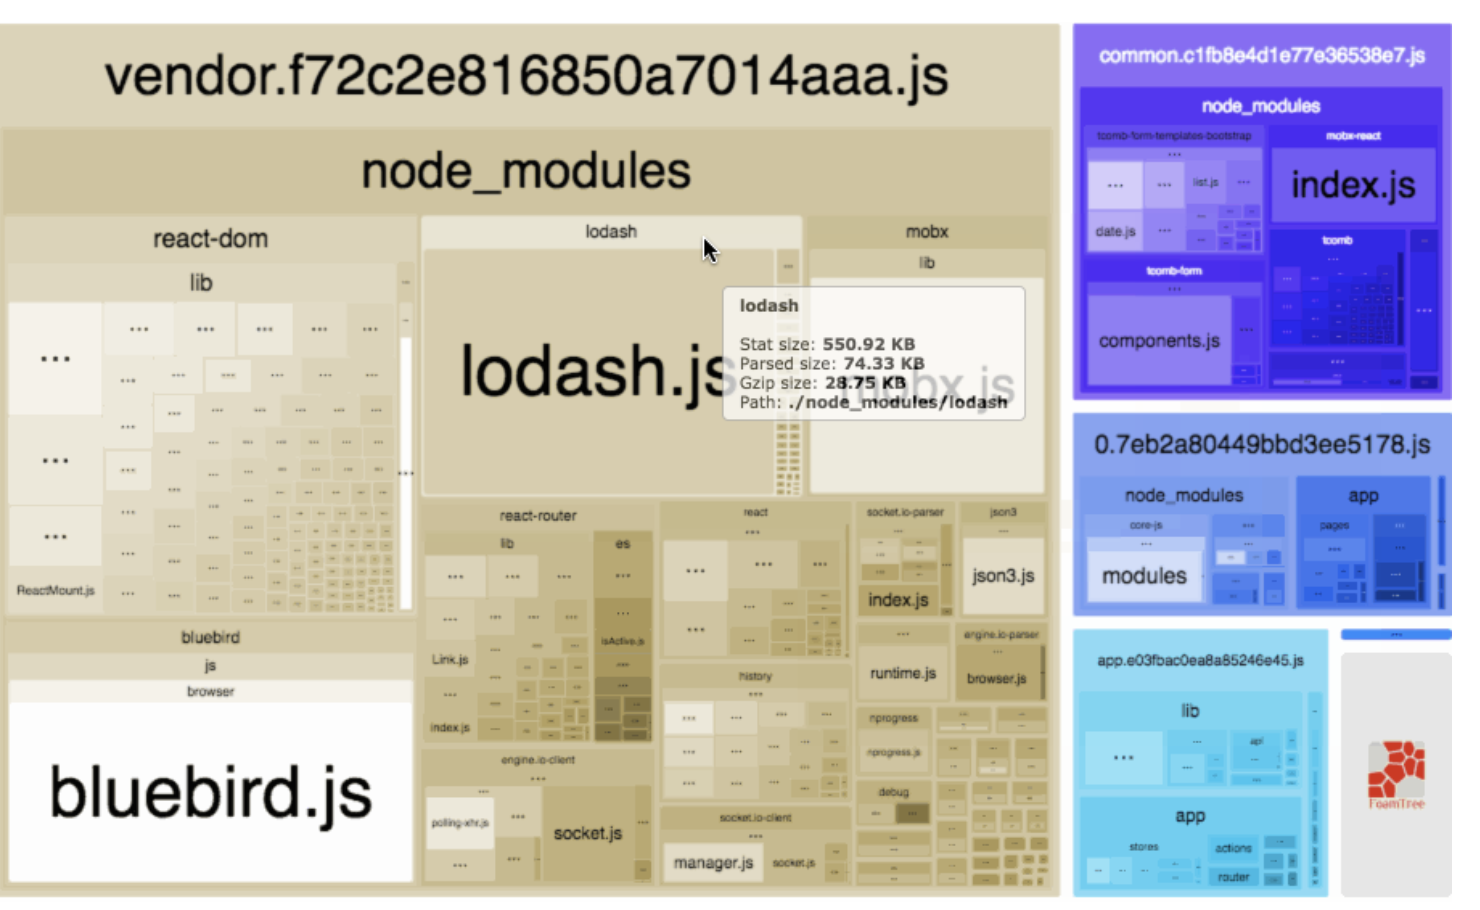 vendor.f72c2e816850a7014aaa.js
node_modules
react-dom
lib
ReactMount.js
bluebird
js
browser
bluebird.js
lodash
lodash.js
mobx
lib
mobx.js
lodash
Stat size: 550.92 KB
Parsed size: 74.33 KB
Gzip size: 28.75 KB
Path: ./node_modules/lodash
react-router
lib
es
Link.js
isActive.js
index.js
engine.io-client
polling-xhr.js
socket.js
react
history
socket.io-client
manager.js
socket.js
socket.io-parser
index.js
json3
json3.js
runtime.js
engine.io-parser
browser.js
nprogress
nprogress.js
debug
common.c1fb8e4d1e77e36538e7.js
node_modules
tcomb-form-templates-bootstrap
list.js
date.js
mobx-react
index.js
tcomb-form
components.js
tcomb
0.7eb2a80449bbd3ee5178.js
node_modules
core-js
modules
app
pages
app.e03fbac0ea8a85246e45.js
lib
api
app
stores
actions
router
FoamTree